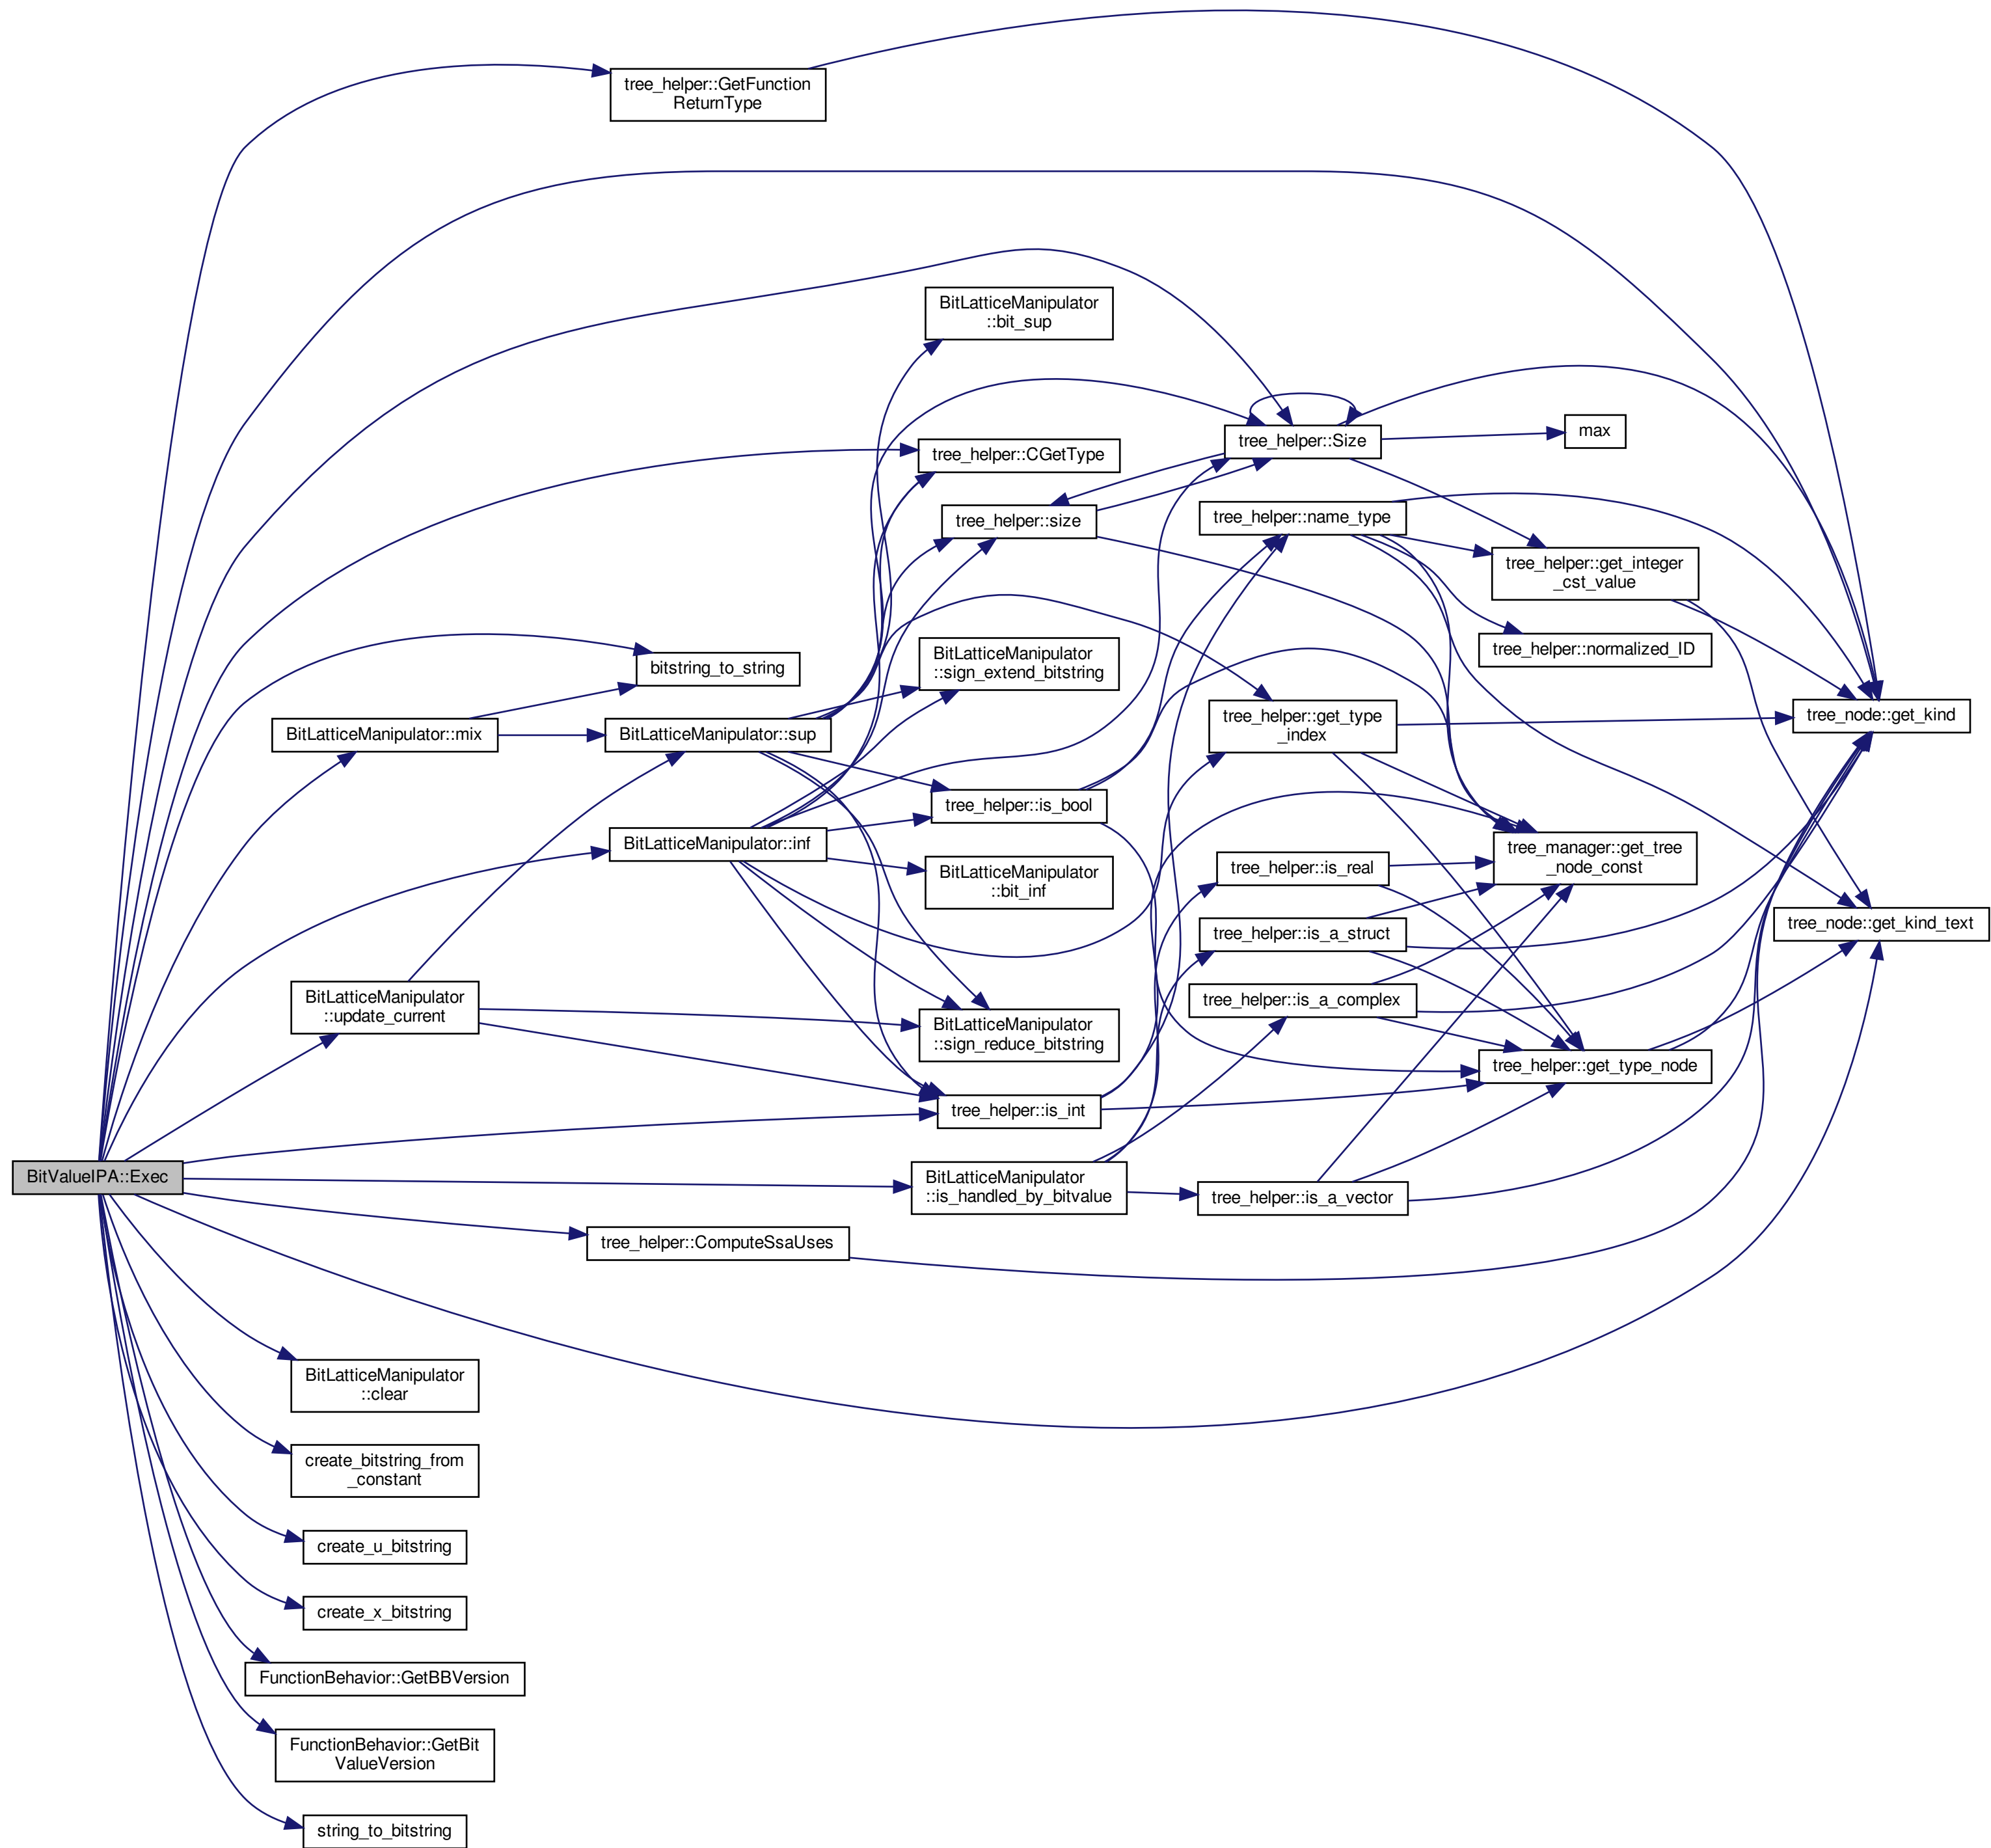 tree_helper::GetFunction
ReturnType
BitLatticeManipulator
::bit_sup
max
tree_helper::Size
tree_helper::CGetType
tree_helper::size
tree_helper::name_type
tree_helper::get_integer
_cst_value
tree_helper::normalized_ID
bitstring_to_string
BitLatticeManipulator
::sign_extend_bitstring
BitLatticeManipulator::mix
BitLatticeManipulator::sup
tree_helper::get_type
_index
tree_node::get_kind
tree_helper::is_bool
BitLatticeManipulator::inf
BitLatticeManipulator
::bit_inf
tree_helper::is_real
tree_manager::get_tree
_node_const
tree_helper::is_a_struct
tree_node::get_kind_text
BitLatticeManipulator
::update_current
tree_helper::is_a_complex
BitLatticeManipulator
::sign_reduce_bitstring
tree_helper::get_type_node
tree_helper::is_int
BitValueIPA::Exec
BitLatticeManipulator
::is_handled_by_bitvalue
tree_helper::is_a_vector
tree_helper::ComputeSsaUses
BitLatticeManipulator
::clear
create_bitstring_from
_constant
create_u_bitstring
create_x_bitstring
FunctionBehavior::GetBBVersion
FunctionBehavior::GetBit
ValueVersion
string_to_bitstring